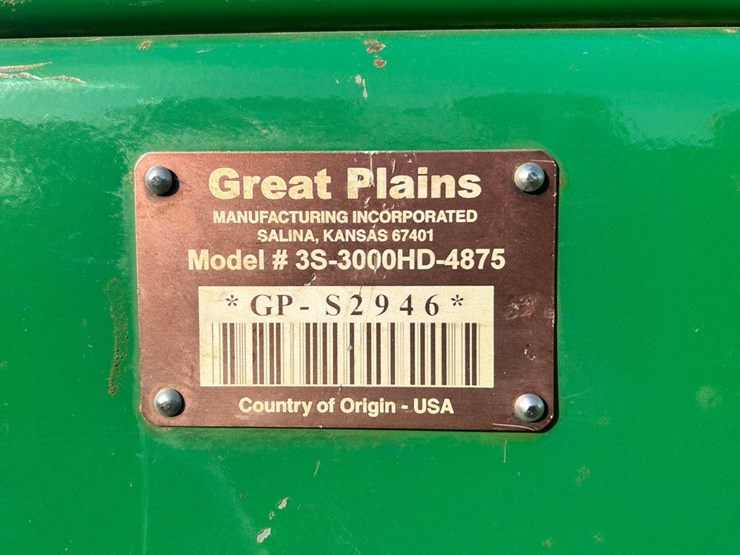 Great Plains
MANUFACTURING INCORPORATED
SALINA, KANSAS 67401
Model # 3S-3000HD-4875
*GP-S2946*
Country of Origin - USA